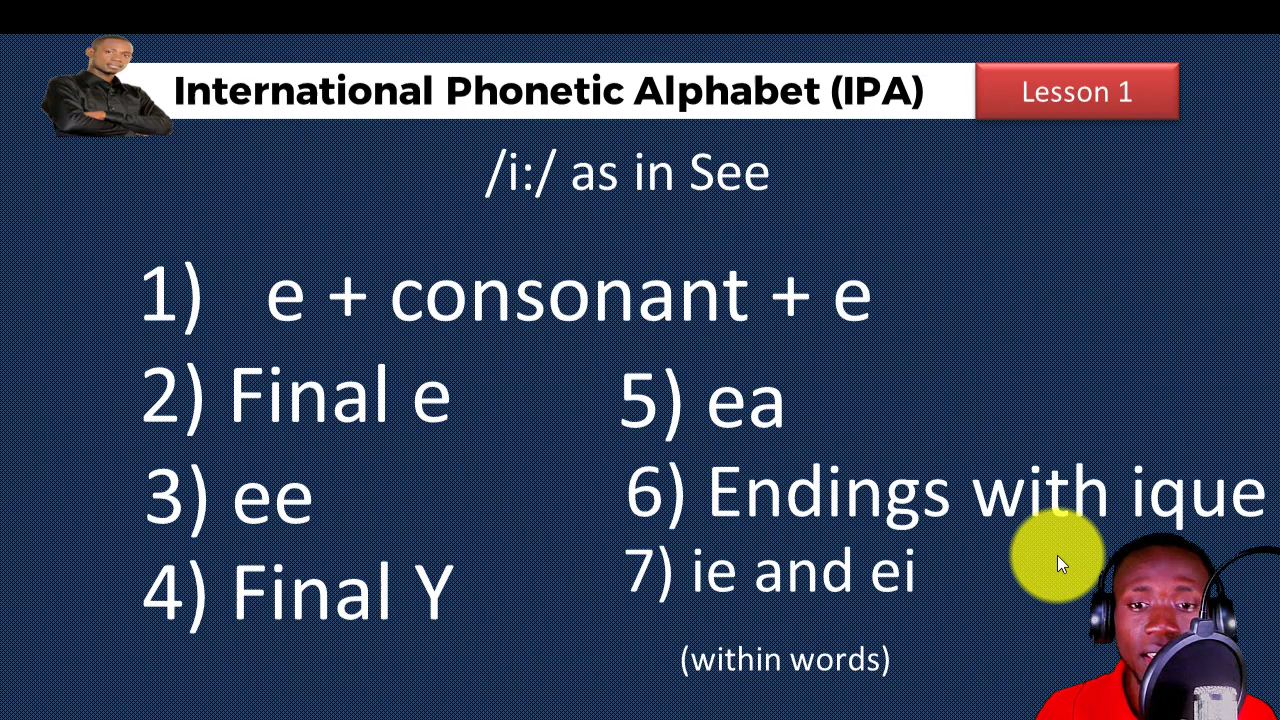 International Phonetic Alphabet (IPA)
Lesson 1
/i:/ as in See
1) e + consonant + e
2) Final e
3) ee
4) Final Y
5) ea
6) Endings with ique
7) ie and ei
(within words)